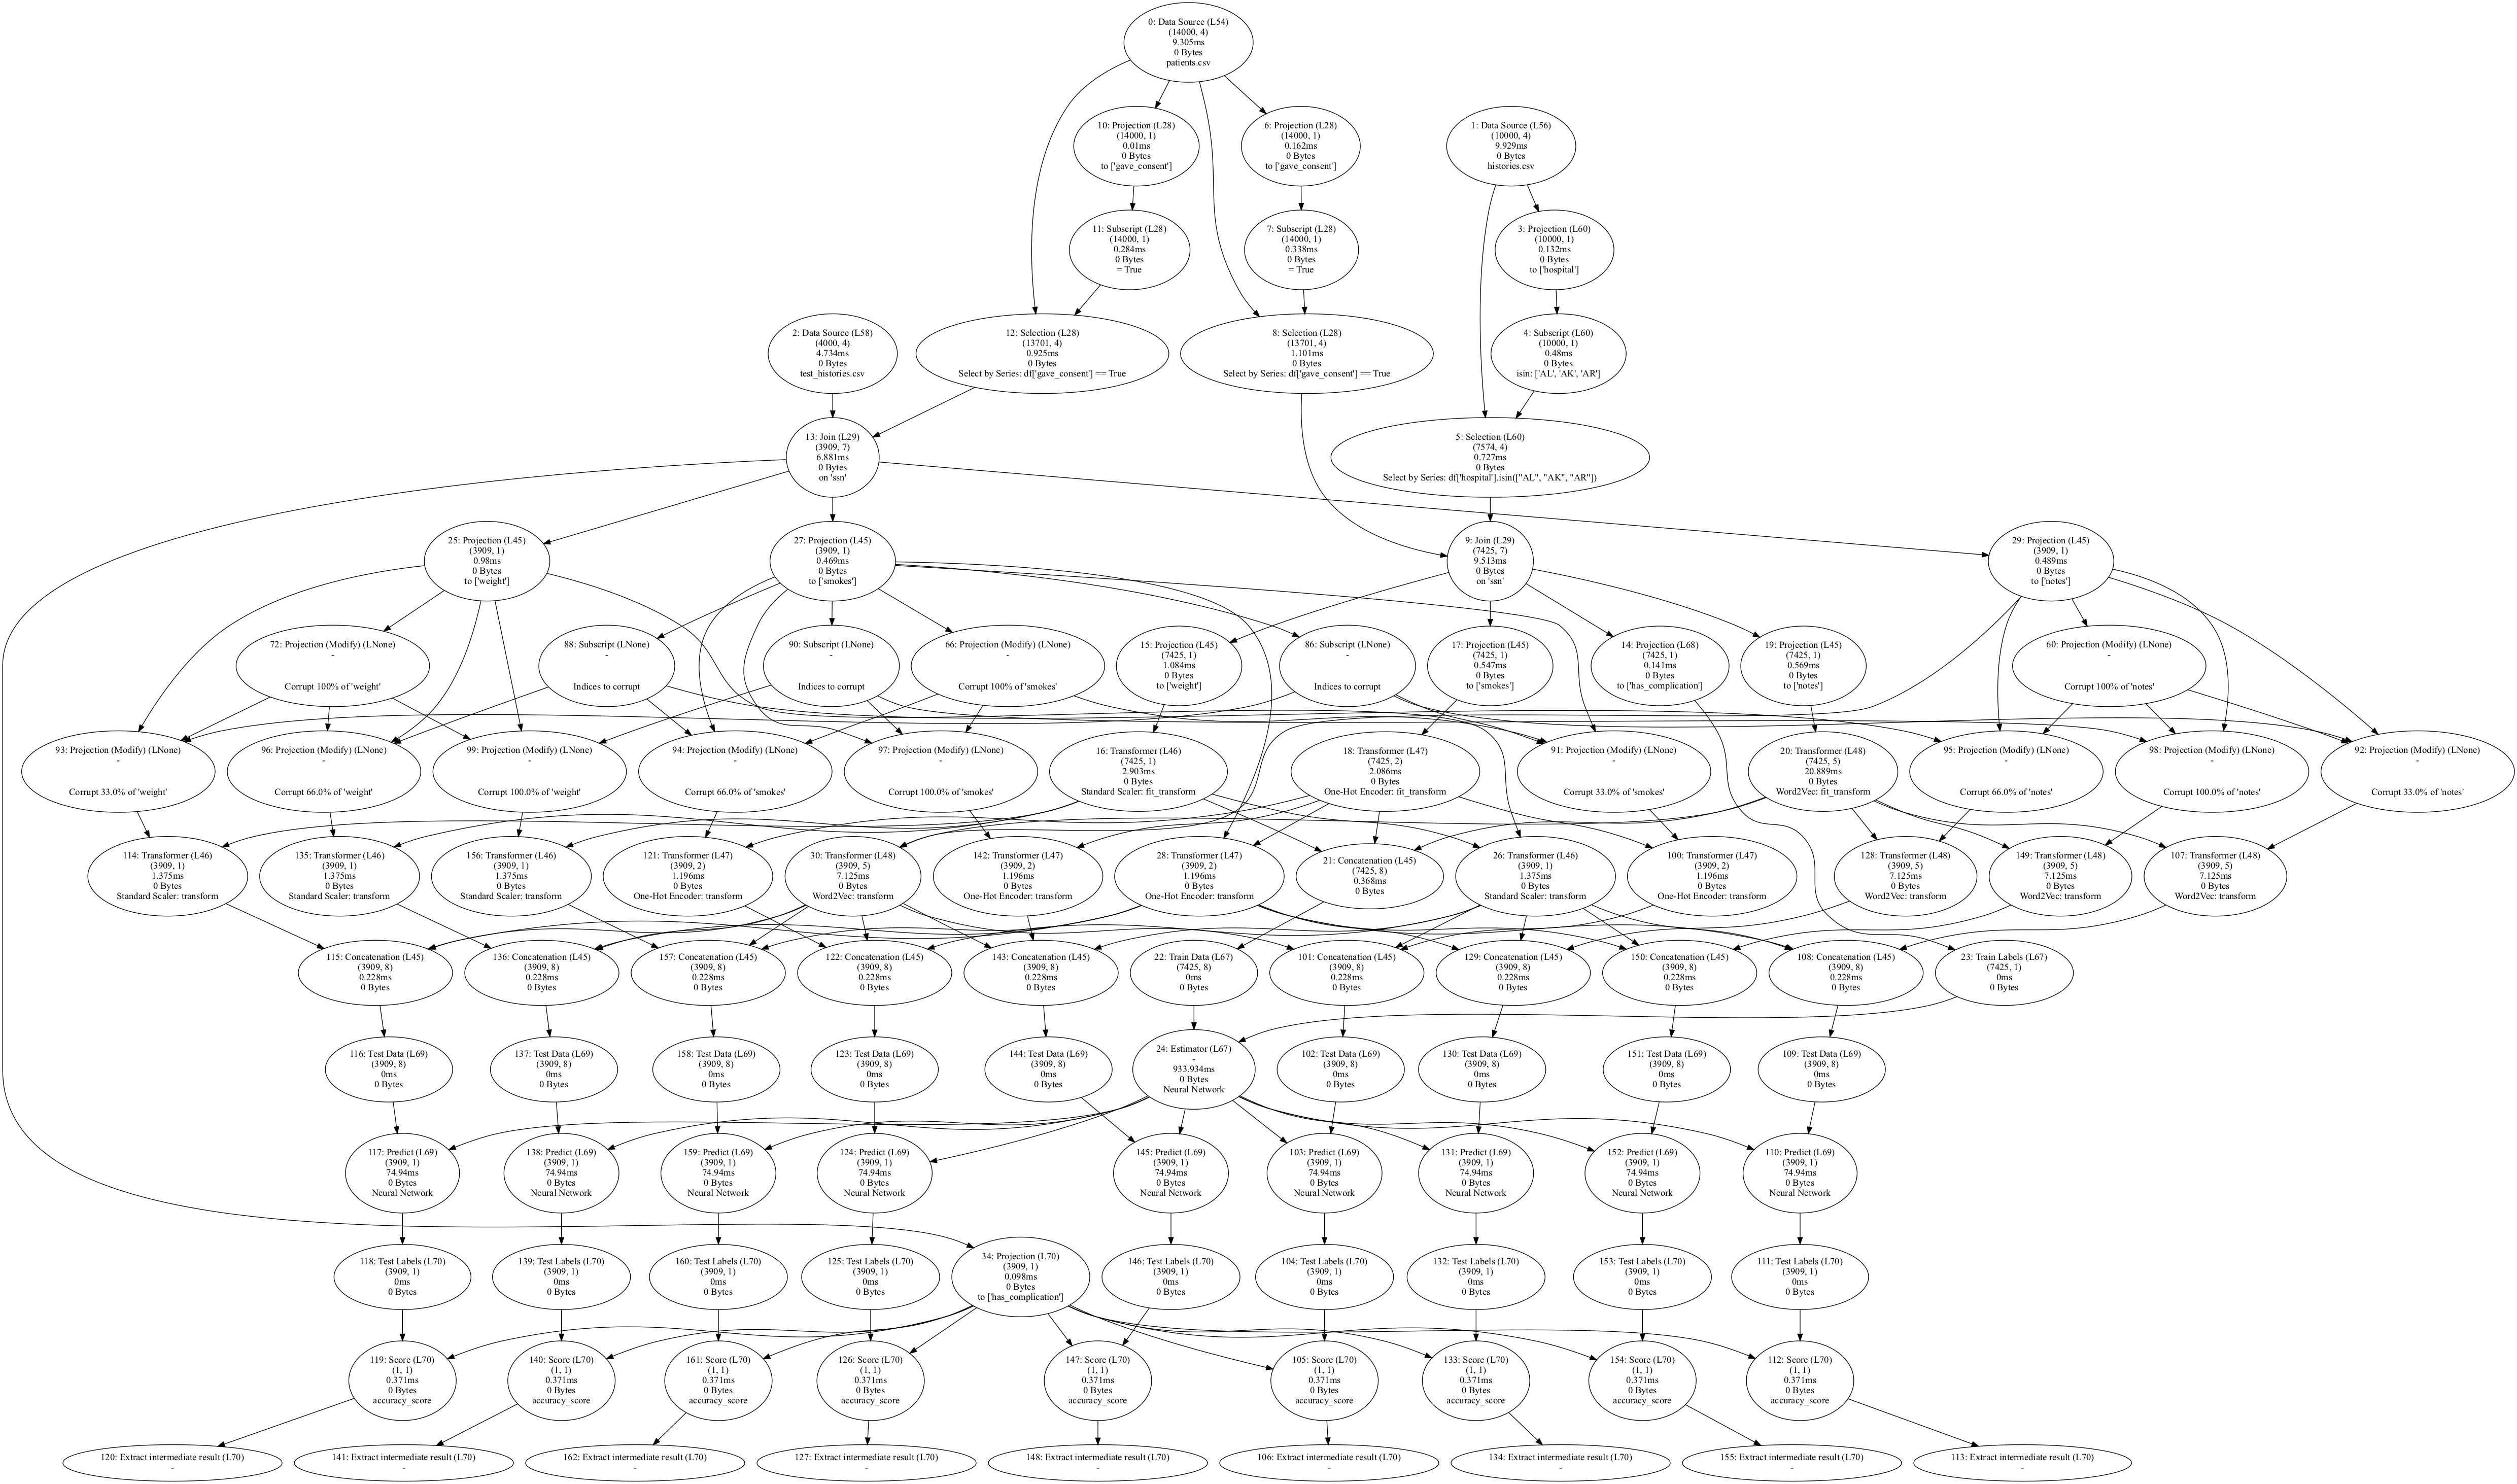 0: Data Source (L54)
(14000, 4)
9.305ms
0 Bytes
patients.csv
10: Projection (L28)
(14000, 1)
0.01ms
0 Bytes
to ['gave_consent']
6: Projection (L28)
(14000, 1)
0.162ms
0 Bytes
to ['gave_consent']
1: Data Source (L56)
(10000, 4)
9.929ms
0 Bytes
histories.csv
11: Subscript (L28)
(14000, 1)
0.284ms
0 Bytes
= True
7: Subscript (L28)
(14000, 1)
0.338ms
0 Bytes
= True
3: Projection (L60)
(10000, 1)
0.132ms
0 Bytes
to ['hospital']
2: Data Source (L58)
(4000, 4)
4.734ms
0 Bytes
test_histories.csv
12: Selection (L28)
(13701, 4)
0.925ms
0 Bytes
Select by Series: df['gave_consent'] == True
8: Selection (L28)
(13701, 4)
1.101ms
0 Bytes
Select by Series: df['gave_consent'] == True
4: Subscript (L60)
(10000, 1)
0.48ms
0 Bytes
isin: ['AL', 'AK', 'AR']
13: Join (L29)
(3909, 7)
6.881ms
0 Bytes
on 'ssn'
5: Selection (L60)
(7574, 4)
0.727ms
0 Bytes
Select by Series: df['hospital'].isin(["AL", "AK", "AR"])
25: Projection (L45)
(3909, 1)
0.98ms
0 Bytes
to ['weight']
27: Projection (L45)
(3909, 1)
0.469ms
0 Bytes
to ['smokes']
9: Join (L29)
(7425, 7)
9.513ms
0 Bytes
on 'ssn'
29: Projection (L45)
(3909, 1)
0.489ms
0 Bytes
to ['notes']
72: Projection (Modify) (LNone)
-
Corrupt 100% of 'weight'
88: Subscript (LNone)
-
Indices to corrupt
90: Subscript (LNone)
-
Indices to corrupt
66: Projection (Modify) (LNone)
-
Corrupt 100% of 'smokes'
15: Projection (L45)
(7425, 1)
1.084ms
0 Bytes
to ['weight']
86: Subscript (LNone)
-
Indices to corrupt
17: Projection (L45)
(7425, 1)
0.547ms
0 Bytes
to ['smokes']
14: Projection (L68)
(7425, 1)
0.141ms
0 Bytes
to ['has_complication']
19: Projection (L45)
(7425, 1)
0.569ms
0 Bytes
to ['notes']
60: Projection (Modify) (LNone)
-
Corrupt 100% of 'notes'
93: Projection (Modify) (LNone)
-
Corrupt 33.0% of 'weight'
96: Projection (Modify) (LNone)
-
Corrupt 66.0% of 'weight'
99: Projection (Modify) (LNone)
-
Corrupt 100.0% of 'weight'
94: Projection (Modify) (LNone)
-
Corrupt 66.0% of 'smokes'
97: Projection (Modify) (LNone)
-
Corrupt 100.0% of 'smokes'
16: Transformer (L46)
(7425, 1)
2.903ms
0 Bytes
Standard Scaler: fit_transform
18: Transformer (L47)
(7425, 2)
2.086ms
0 Bytes
One-Hot Encoder: fit_transform
91: Projection (Modify) (LNone)
-
Corrupt 33.0% of 'smokes'
20: Transformer (L48)
(7425, 5)
20.889ms
0 Bytes
Word2Vec: fit_transform
95: Projection (Modify) (LNone)
-
Corrupt 66.0% of 'notes'
98: Projection (Modify) (LNone)
-
Corrupt 100.0% of 'notes'
92: Projection (Modify) (LNone)
-
Corrupt 33.0% of 'notes'
114: Transformer (L46)
(3909, 1)
1.375ms
0 Bytes
Standard Scaler: transform
135: Transformer (L46)
(3909, 1)
1.375ms
0 Bytes
Standard Scaler: transform
156: Transformer (L46)
(3909, 1)
1.375ms
0 Bytes
Standard Scaler: transform
121: Transformer (L47)
(3909, 2)
1.196ms
0 Bytes
One-Hot Encoder: transform
30: Transformer (L48)
(3909, 5)
7.125ms
0 Bytes
Word2Vec: transform
142: Transformer (L47)
(3909, 2)
1.196ms
0 Bytes
One-Hot Encoder: transform
28: Transformer (L47)
(3909, 2)
1.196ms
0 Bytes
One-Hot Encoder: transform
21: Concatenation (L45)
(7425, 8)
0.368ms
0 Bytes
26: Transformer (L46)
(3909, 1)
1.375ms
0 Bytes
Standard Scaler: transform
100: Transformer (L47)
(3909, 2)
1.196ms
0 Bytes
One-Hot Encoder: transform
128: Transformer (L48)
(3909, 5)
7.125ms
0 Bytes
Word2Vec: transform
149: Transformer (L48)
(3909, 5)
7.125ms
0 Bytes
Word2Vec: transform
107: Transformer (L48)
(3909, 5)
7.125ms
0 Bytes
Word2Vec: transform
115: Concatenation (L45)
(3909, 8)
0.228ms
0 Bytes
136: Concatenation (L45)
(3909, 8)
0.228ms
0 Bytes
157: Concatenation (L45)
(3909, 8)
0.228ms
0 Bytes
122: Concatenation (L45)
(3909, 8)
0.228ms
0 Bytes
143: Concatenation (L45)
(3909, 8)
0.228ms
0 Bytes
22: Train Data (L67)
(7425, 8)
0ms
0 Bytes
101: Concatenation (L45)
(3909, 8)
0.228ms
0 Bytes
129: Concatenation (L45)
(3909, 8)
0.228ms
0 Bytes
150: Concatenation (L45)
(3909, 8)
0.228ms
0 Bytes
108: Concatenation (L45)
(3909, 8)
0.228ms
0 Bytes
23: Train Labels (L67)
(7425, 1)
0ms
0 Bytes
116: Test Data (L69)
(3909, 8)
0ms
0 Bytes
137: Test Data (L69)
(3909, 8)
0ms
0 Bytes
158: Test Data (L69)
(3909, 8)
0ms
0 Bytes
123: Test Data (L69)
(3909, 8)
0ms
0 Bytes
144: Test Data (L69)
(3909, 8)
0ms
0 Bytes
24: Estimator (L67)
-
933.934ms
0 Bytes
Neural Network
102: Test Data (L69)
(3909, 8)
0ms
0 Bytes
130: Test Data (L69)
(3909, 8)
0ms
0 Bytes
151: Test Data (L69)
(3909, 8)
0ms
0 Bytes
109: Test Data (L69)
(3909, 8)
0ms
0 Bytes
117: Predict (L69)
(3909, 1)
74.94ms
0 Bytes
Neural Network
138: Predict (L69)
(3909, 1)
74.94ms
0 Bytes
Neural Network
159: Predict (L69)
(3909, 1)
74.94ms
0 Bytes
Neural Network
124: Predict (L69)
(3909, 1)
74.94ms
0 Bytes
Neural Network
145: Predict (L69)
(3909, 1)
74.94ms
0 Bytes
Neural Network
103: Predict (L69)
(3909, 1)
74.94ms
0 Bytes
Neural Network
131: Predict (L69)
(3909, 1)
74.94ms
0 Bytes
Neural Network
152: Predict (L69)
(3909, 1)
74.94ms
0 Bytes
Neural Network
110: Predict (L69)
(3909, 1)
74.94ms
0 Bytes
Neural Network
118: Test Labels (L70)
(3909, 1)
0ms
0 Bytes
139: Test Labels (L70)
(3909, 1)
0ms
0 Bytes
160: Test Labels (L70)
(3909, 1)
0ms
0 Bytes
125: Test Labels (L70)
(3909, 1)
0ms
0 Bytes
34: Projection (L70)
(3909, 1)
0.098ms
0 Bytes
to ['has_complication']
146: Test Labels (L70)
(3909, 1)
0ms
0 Bytes
104: Test Labels (L70)
(3909, 1)
0ms
0 Bytes
132: Test Labels (L70)
(3909, 1)
0ms
0 Bytes
153: Test Labels (L70)
(3909, 1)
0ms
0 Bytes
111: Test Labels (L70)
(3909, 1)
0ms
0 Bytes
119: Score (L70)
(1, 1)
0.371ms
0 Bytes
accuracy_score
140: Score (L70)
(1, 1)
0.371ms
0 Bytes
accuracy_score
161: Score (L70)
(1, 1)
0.371ms
0 Bytes
accuracy_score
126: Score (L70)
(1, 1)
0.371ms
0 Bytes
accuracy_score
147: Score (L70)
(1, 1)
0.371ms
0 Bytes
accuracy_score
105: Score (L70)
(1, 1)
0.371ms
0 Bytes
accuracy_score
133: Score (L70)
(1, 1)
0.371ms
0 Bytes
accuracy_score
154: Score (L70)
(1, 1)
0.371ms
0 Bytes
accuracy_score
112: Score (L70)
(1, 1)
0.371ms
0 Bytes
accuracy_score
120: Extract intermediate result (L70)
-
141: Extract intermediate result (L70)
-
162: Extract intermediate result (L70)
-
127: Extract intermediate result (L70)
-
148: Extract intermediate result (L70)
-
106: Extract intermediate result (L70)
-
134: Extract intermediate result (L70)
-
155: Extract intermediate result (L70)
-
113: Extract intermediate result (L70)
-